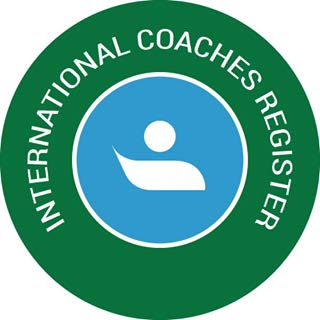 INTERNATIONAL COACHES REGISTER